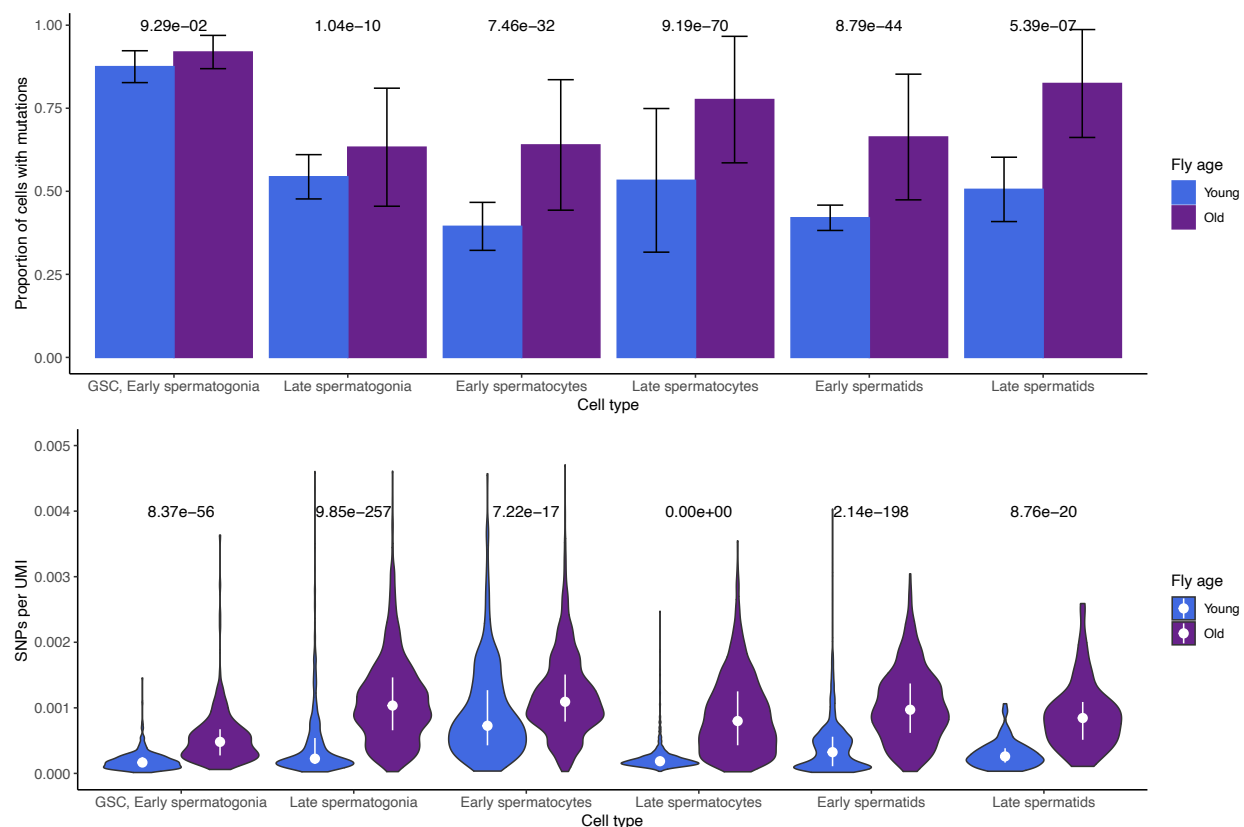 1.00
0.75
0.50
0.25
0.00
Proportion of cells with mutations
9.29e−02
1.04e−10
7.46e−32
9.19e−70
8.79e−44
5.39e−07
GSC, Early spermatogonia
Late spermatogonia
Early spermatocytes
Late spermatocytes
Early spermatids
Late spermatids
Cell type
Fly age
Young
Old
0.005
0.004
0.003
0.002
0.001
0.000
SNPs per UMI
8.37e−56
9.85e−257
7.22e−17
0.00e+00
2.14e−198
8.76e−20
GSC, Early spermatogonia
Late spermatogonia
Early spermatocytes
Late spermatocytes
Early spermatids
Late spermatids
Cell type
Fly age
Young
Old